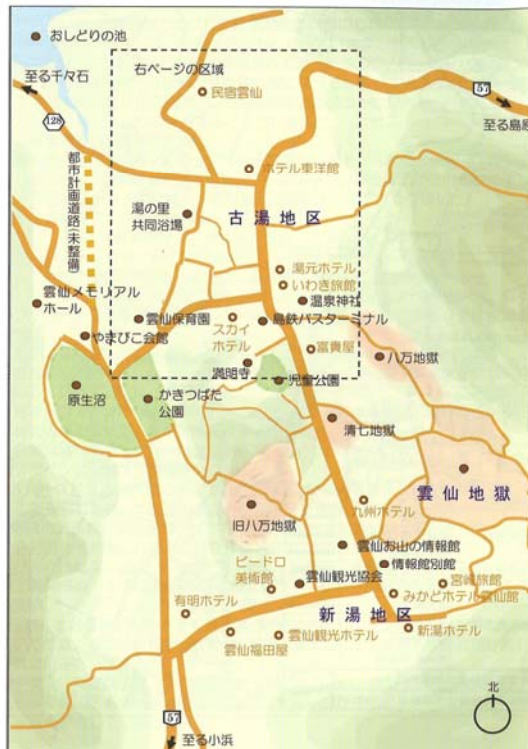 おしどりの池
至る千々石
右ページの区域
民宿雲仙
57
至る島原
128
都市計画道路(未整備)
ホテル東洋館
湯の里
共同浴場
古湯地区
湯元ホテル
いわき旅館
温泉神社
雲仙メモリアル
ホール
雲仙保育園
スカイ
ホテル
島鉄バスターミナル
やまびこ会館
富貴屋
八万地獄
満明寺
児童公園
原生沼
かきつばた
公園
清七地獄
雲仙地獄
旧八万地獄
九州ホテル
雲仙お山の情報館
情報館別館
ビードロ
美術館
雲仙観光協会
宮崎旅館
みかどホテル雲仙館
有明ホテル
新湯地区
新湯ホテル
雲仙福田屋
雲仙観光ホテル
北
57
至る小浜